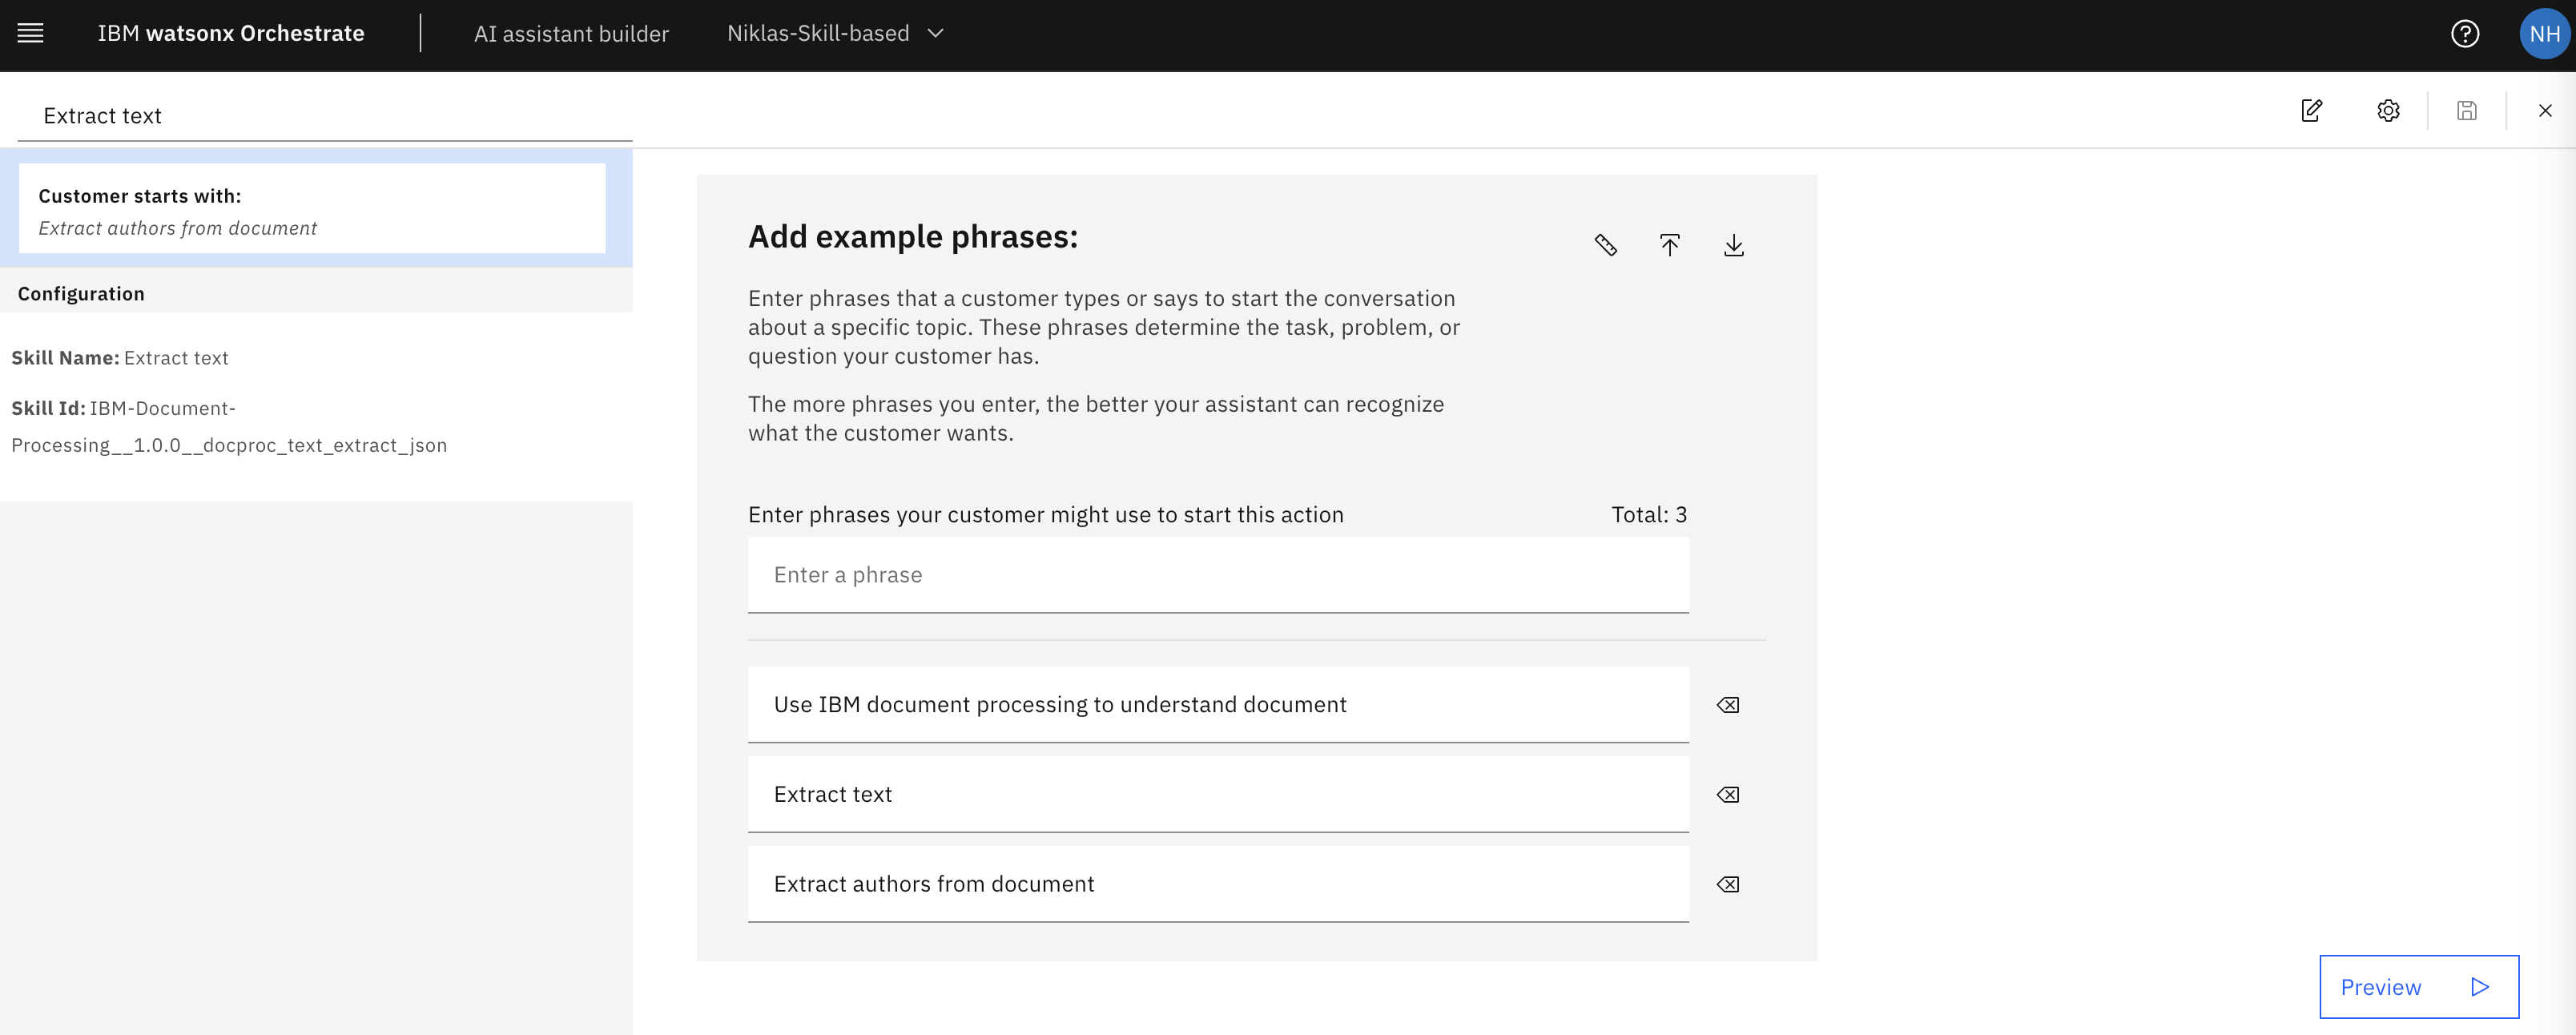 IBM watsonx Orchestrate
AI assistant builder
Niklas-Skill-based
NH
Extract text
Customer starts with:
Extract authors from document
Configuration
Skill Name: Extract text
Skill Id: IBM-Document-
Processing__1.0.0__docproc_text_extract_json
Add example phrases:
Enter phrases that a customer types or says to start the conversation
about a specific topic. These phrases determine the task, problem, or
question your customer has.
The more phrases you enter, the better your assistant can recognize
what the customer wants.
Enter phrases your customer might use to start this action
Total: 3
Enter a phrase
Use IBM document processing to understand document
Extract text
Extract authors from document
Preview